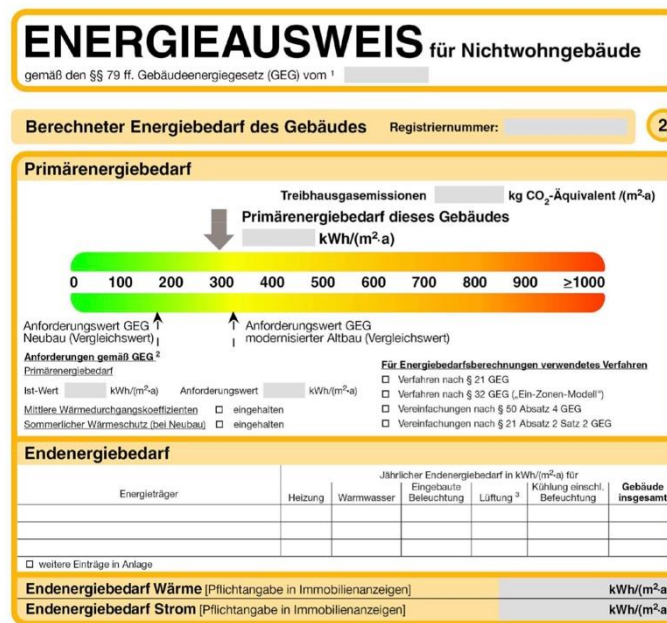 ENERGIEAUSWEIS für Nichtwohngebäude
gemäß den §§ 79 ff. Gebäudeenergiegesetz (GEG) vom ¹
Berechneter Energiebedarf des Gebäudes Registriernummer: 2
Primärenergiebedarf
Treibhausgasemissionen kg CO₂-Äquivalent /(m²·a)
Primärenergiebedarf dieses Gebäudes
kWh/(m²·a)
0 100 200 300 400 500 600 700 800 900 ≥1000
Anforderungswert GEG Neubau (Vergleichswert)
Anforderungswert GEG modernisierter Altbau (Vergleichswert)
Anforderungen gemäß GEG ²
Primärenergiebedarf
Ist-Wert kWh/(m²·a) Anforderungswert kWh/(m²·a)
Mittlere Wärmedurchgangskoeffizienten □ eingehalten
Sommerlicher Wärmeschutz (bei Neubau) □ eingehalten
Für Energiebedarfsberechnungen verwendetes Verfahren
□ Verfahren nach § 21 GEG
□ Verfahren nach § 32 GEG („Ein-Zonen-Modell")
□ Vereinfachungen nach § 50 Absatz 4 GEG
□ Vereinfachungen nach § 21 Absatz 2 Satz 2 GEG
Endenergiebedarf
Jährlicher Endenergiebedarf in kWh/(m²·a) für
Energieträger Heizung Warmwasser Eingebaute Beleuchtung Lüftung ³ Kühlung einschl. Befeuchtung Gebäude insgesamt
□ weitere Einträge in Anlage
Endenergiebedarf Wärme [Pflichtangabe in Immobilienanzeigen] kWh/(m²·a
Endenergiebedarf Strom [Pflichtangabe in Immobilienanzeigen] kWh/(m²·a